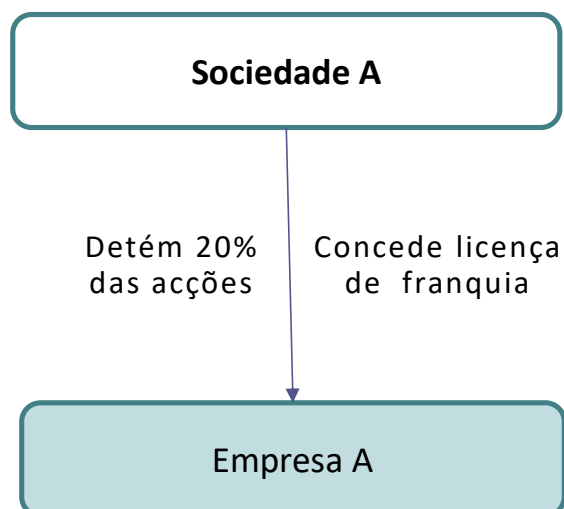 Sociedade A
Detém 20%
das acções
Concede licença
de franquia
Empresa A